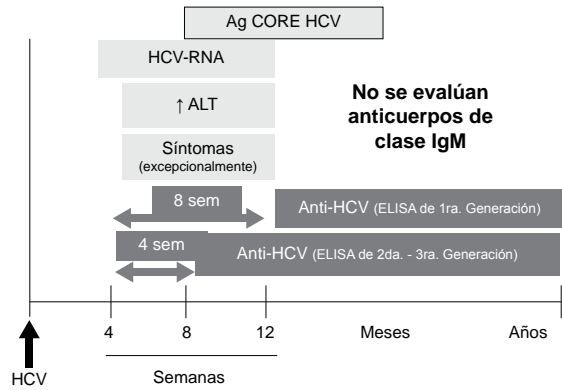 Ag CORE HCV
HCV-RNA
↑ ALT
Síntomas
(excepcionalmente)
No se evalúan
anticuerpos de
clase IgM
8 sem
Anti-HCV (ELISA de 1ra. Generación)
4 sem
Anti-HCV (ELISA de 2da. - 3ra. Generación)
4 8 12 Meses Años
HCV
Semanas